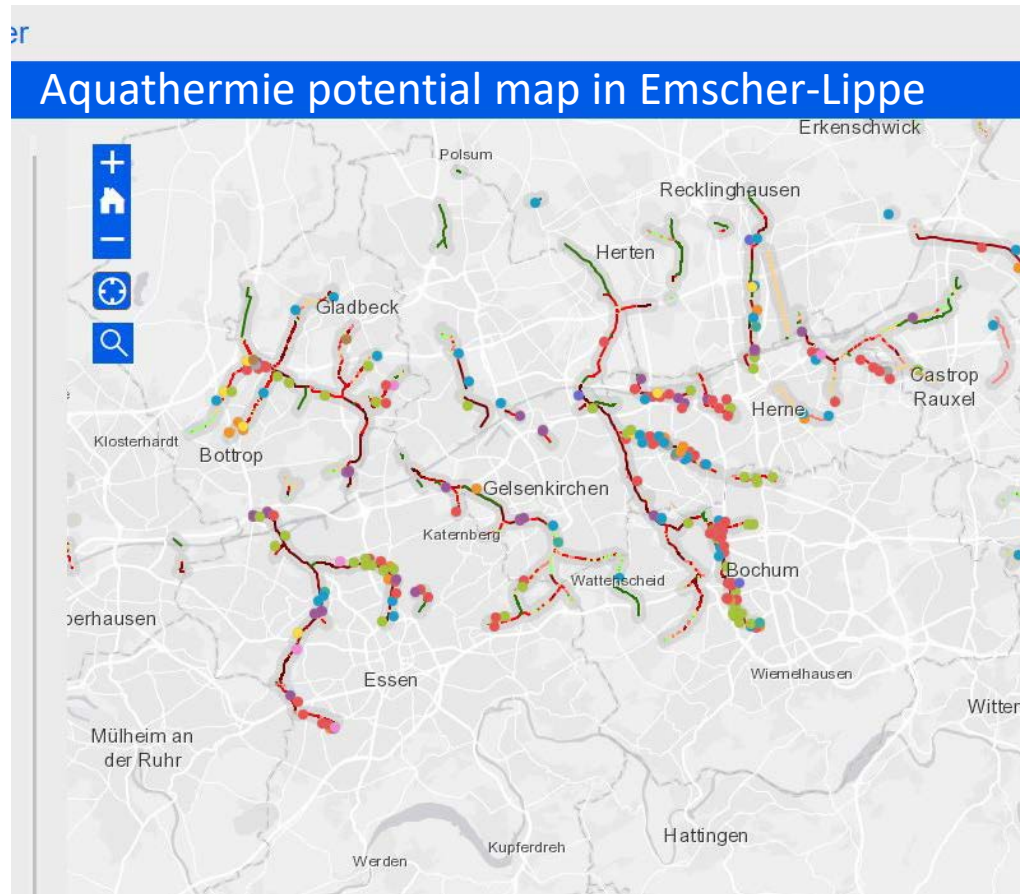 er
Aquathermie potential map in Emscher-Lippe
Erkenschwick
Polsum
Recklinghausen
Herten
Gladbeck
Castrop
Rauxel
Herne
Klosterhardt
Bottrop
Gelsenkirchen
Katernberg
Wattenscheid
Bochum
berhausen
Essen
Wiemelhausen
Witter
Mülheim an
der Ruhr
Hattingen
Kupferdreh
Werden